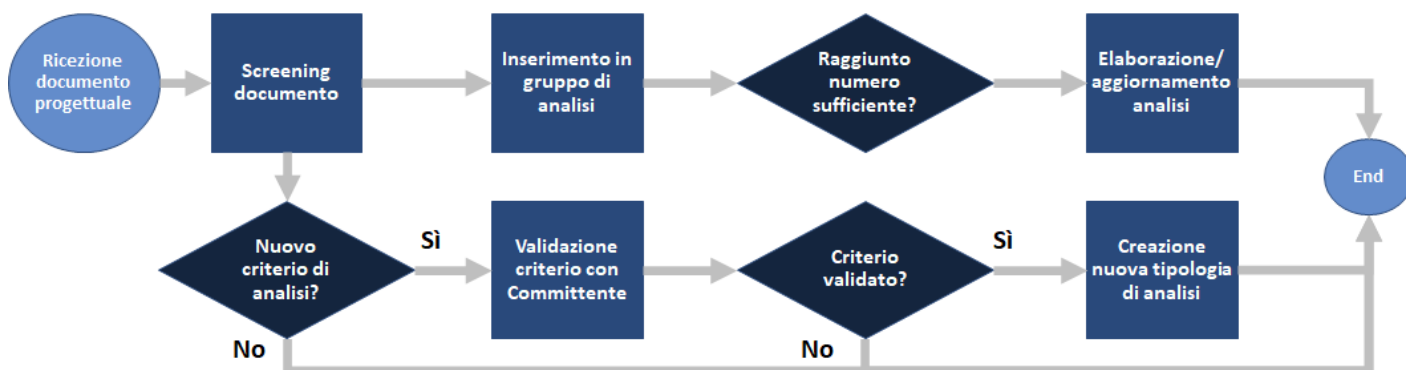 Ricezione
documento
progettuale
Screening
documento
Inserimento in
gruppo di
analisi
Raggiunto
numero
sufficiente?
Elaborazione/
aggiornamento
analisi
End
Nuovo
criterio di
analisi?
Sì
Validazione
criterio con
Committente
Criterio
validato?
Sì
Creazione
nuova tipologia
di analisi
No
No